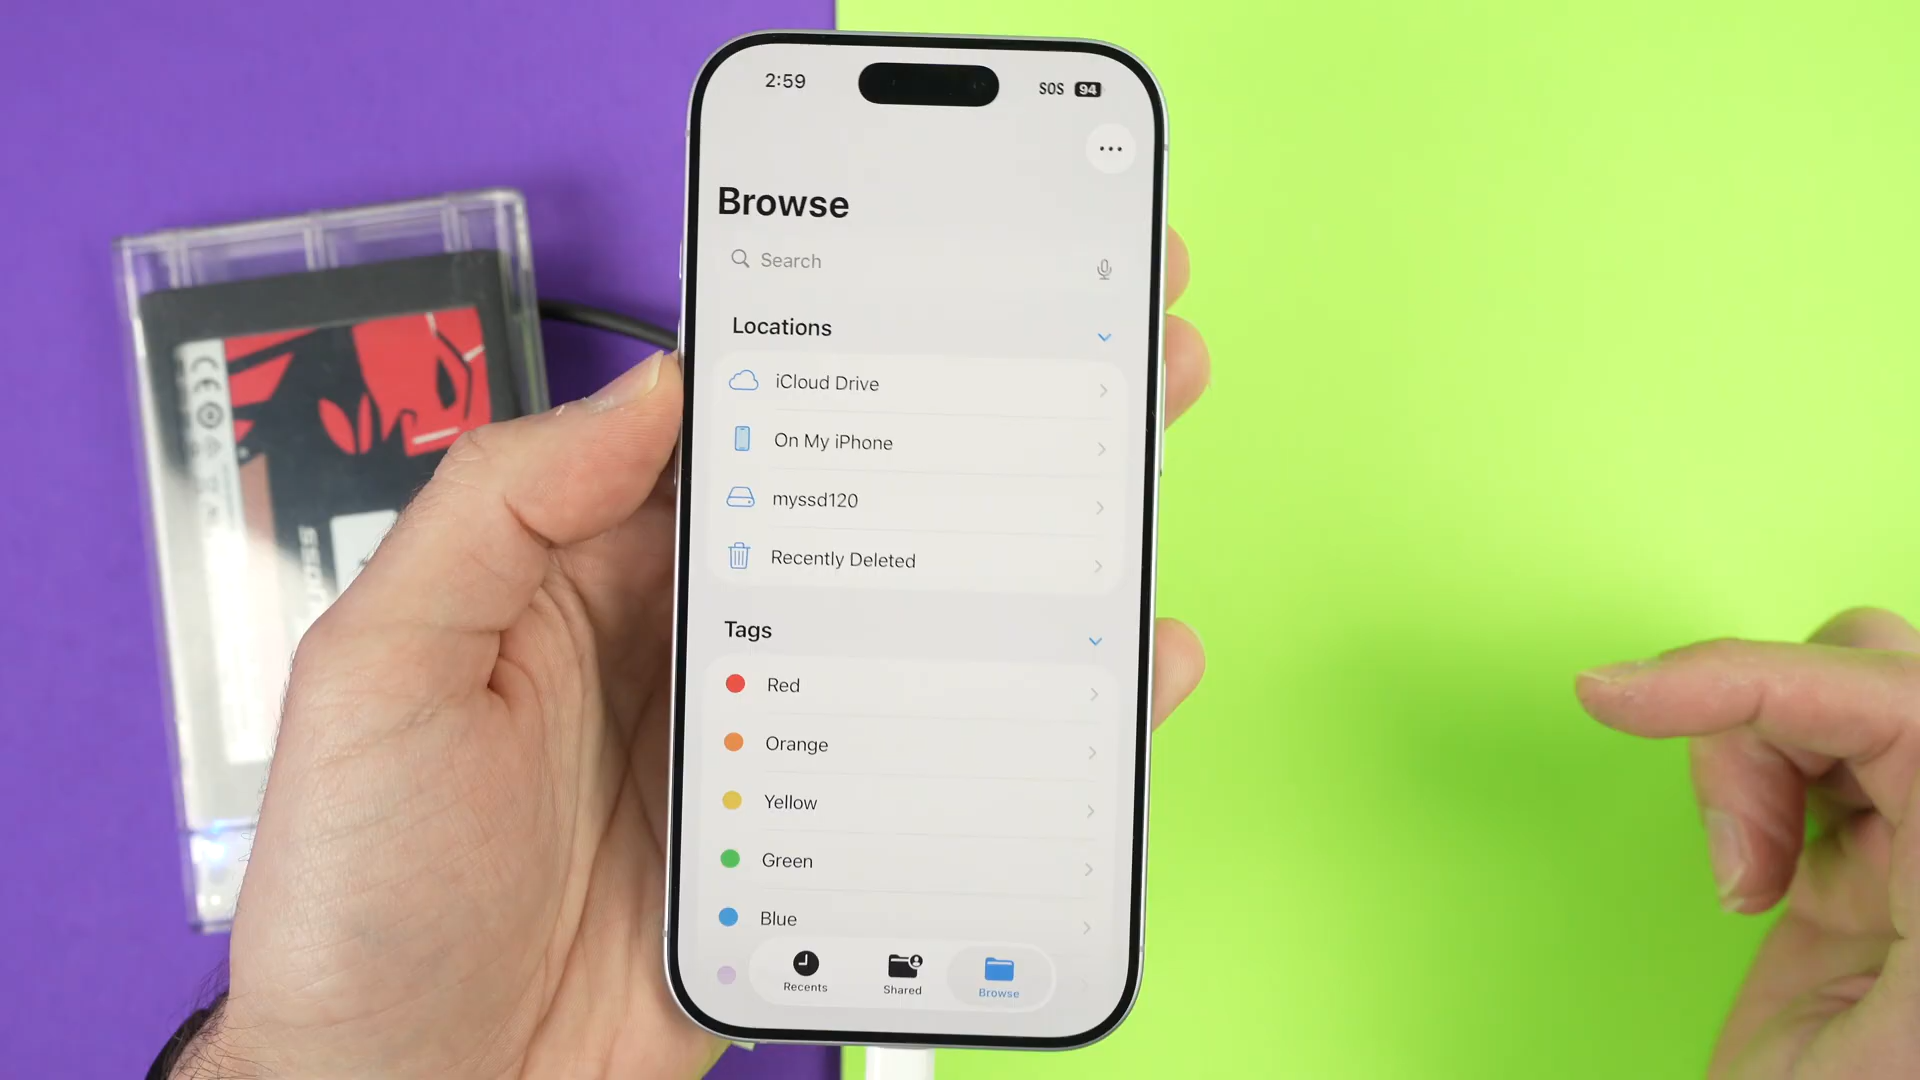 2:59
SOS 94
Browse
Search
Locations
iCloud Drive
On My iPhone
myssd120
Recently Deleted
Tags
Red
Orange
Yellow
Green
Blue
Recents
Shared
Browse
CE